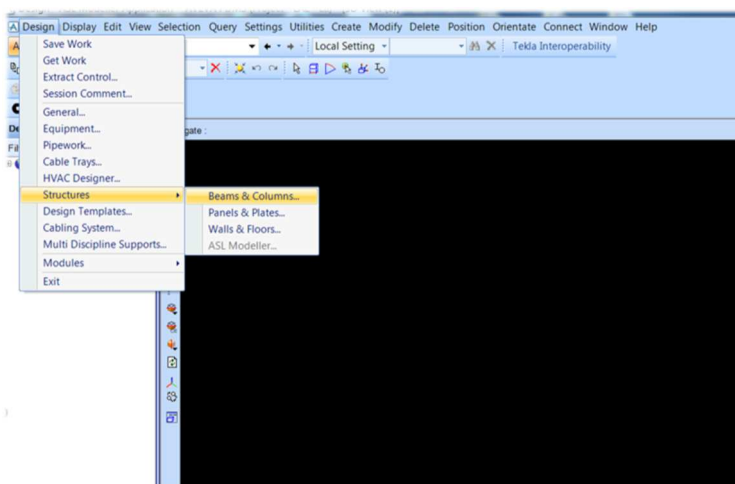 Design Display Edit View Selection Query Settings Utilities Create Modify Delete Position Orientate Connect Window Help
Local Setting
Tekla Interoperability
Save Work
Get Work
Extract Control...
Session Comment...
General...
Equipment...
gate :
Pipework...
Cable Trays...
HVAC Designer...
Structures
Beams & Columns...
Design Templates...
Panels & Plates...
Cabling System...
Walls & Floors...
Multi Discipline Supports...
ASL Modeller...
Modules
Exit